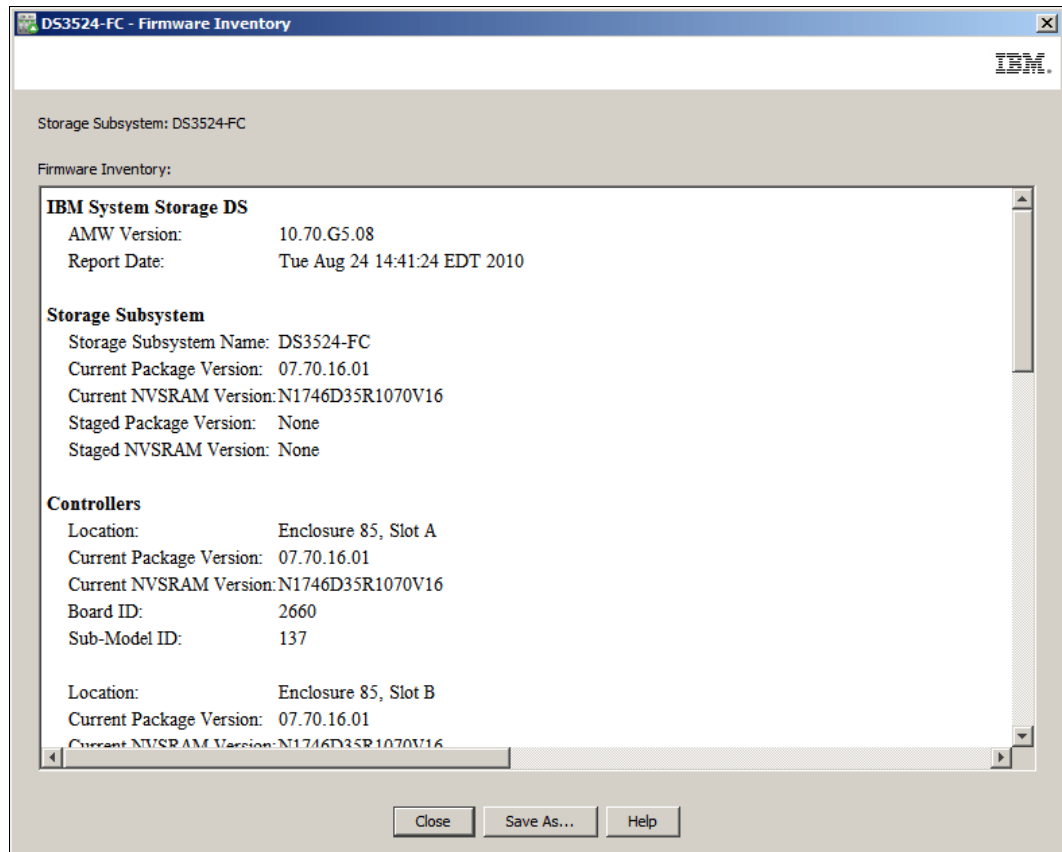 DS3524-FC - Firmware Inventory
IBM.
Storage Subsystem: DS3524-FC
Firmware Inventory:
IBM System Storage DS
AMW Version: 10.70.G5.08
Report Date: Tue Aug 24 14:41:24 EDT 2010
Storage Subsystem
Storage Subsystem Name: DS3524-FC
Current Package Version: 07.70.16.01
Current NVSRAM Version: N1746D35R1070V16
Staged Package Version: None
Staged NVSRAM Version: None
Controllers
Location: Enclosure 85, Slot A
Current Package Version: 07.70.16.01
Current NVSRAM Version: N1746D35R1070V16
Board ID: 2660
Sub-Model ID: 137
Location: Enclosure 85, Slot B
Current Package Version: 07.70.16.01
Current NVSRAM Version: N1746D35R1070V16
Close Save As... Help